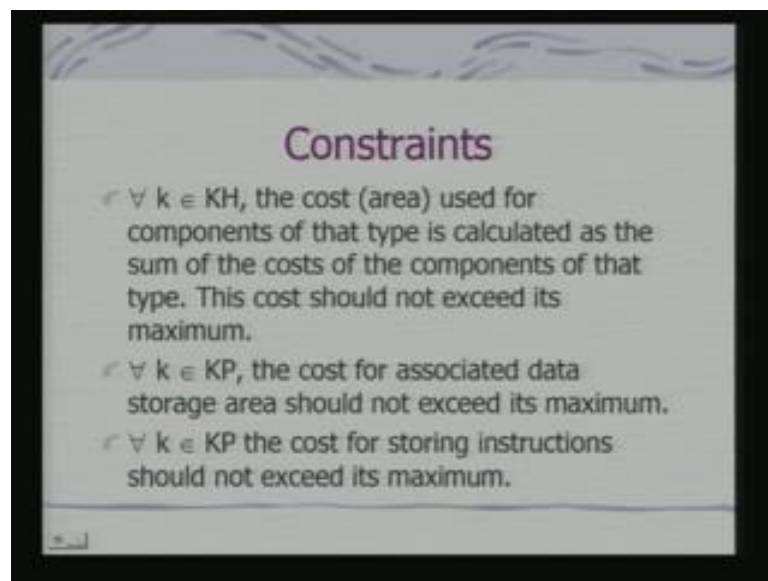 Constraints
∀ k ∈ KH, the cost (area) used for
components of that type is calculated as the
sum of the costs of the components of that
type. This cost should not exceed its
maximum.
∀ k ∈ KP, the cost for associated data
storage area should not exceed its maximum.
∀ k ∈ KP the cost for storing instructions
should not exceed its maximum.